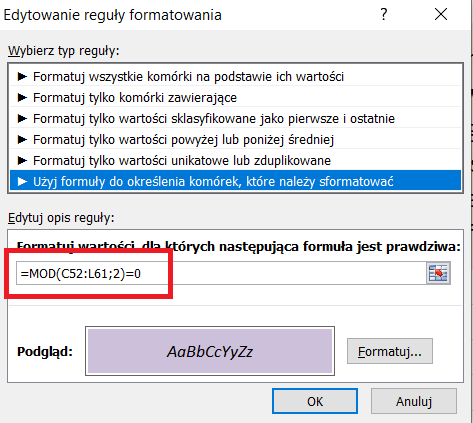 Edytowanie reguły formatowania
?
Wybierz typ reguły:
► Formatuj wszystkie komórki na podstawie ich wartości
► Formatuj tylko komórki zawierające
► Formatuj tylko wartości sklasyfikowane jako pierwsze i ostatnie
► Formatuj tylko wartości powyżej lub poniżej średniej
► Formatuj tylko wartości unikatowe lub zduplikowane
► Użyj formuły do określenia komórek, które należy sformatować
Edytuj opis reguły:
Formatuj wartości, dla których następująca formuła jest prawdziwa:
=MOD(C52:L61;2)=0
Podgląd:
AaBbCcYyZz
Formatuj...
OK
Anuluj